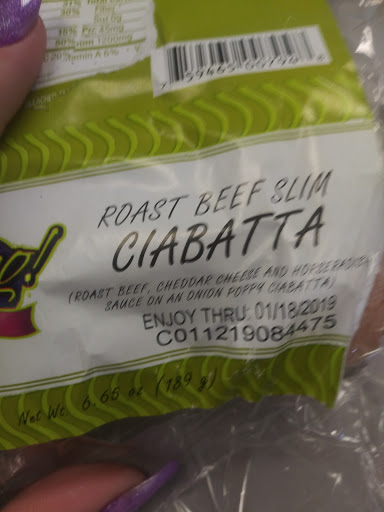 ROAST BEEF SLIM
CIABATTA
(ROAST BEEF, CHEDDAR CHEESE AND HORSERADISH
SAUCE ON AN ONION POPPY CIABATTA)
ENJOY THRU: 01/18/2019
C011219084475
Net Wt. 6.65 oz (189 g)